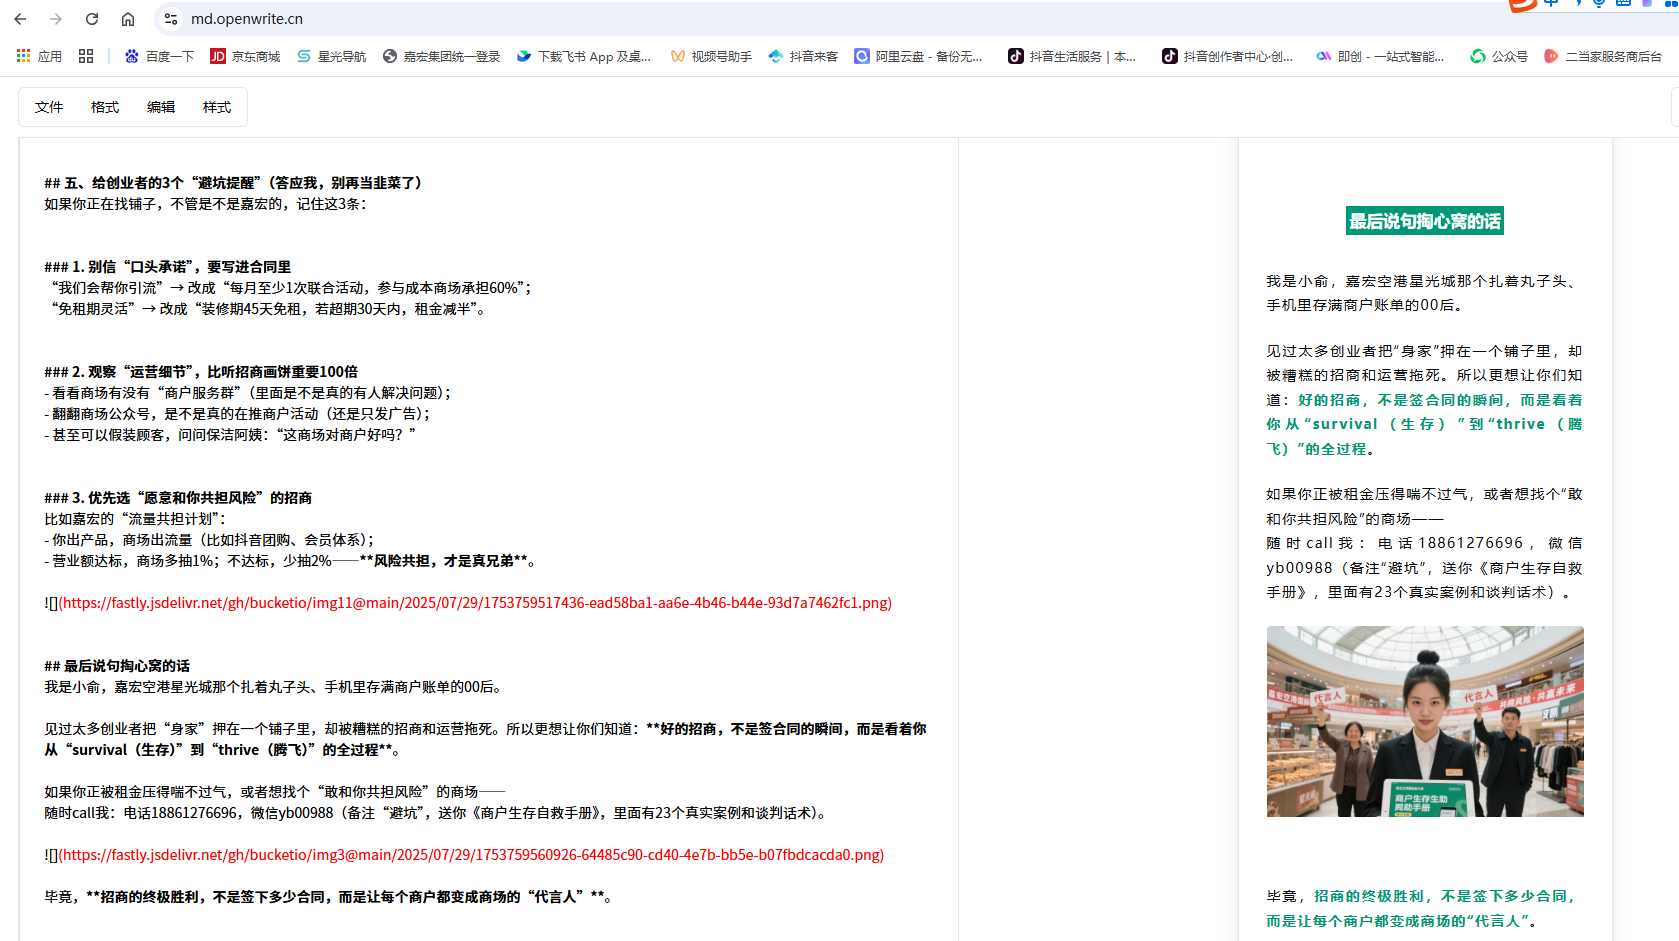 md.openwrite.cn
应用
百度一下
京东商城
星光导航
嘉宏集团统一登录
下载飞书 App 及桌...
视频号助手
抖音来客
阿里云盘 - 备份无...
抖音生活服务 | 本...
抖音创作者中心·创...
即创 - 一站式智能...
公众号
二当家服务商后台
文件 格式 编辑 样式
## 五、给创业者的3个“避坑提醒”（答应我，别再当韭菜了）
如果你正在找铺子，不管是不是嘉宏的，记住这3条：
### 1. 别信“口头承诺”，要写进合同里
“我们会帮你引流”→ 改成“每月至少1次联合活动，参与成本商场承担60%”；
“免租期灵活”→ 改成“装修期45天免租，若超期30天内，租金减半”。
### 2. 观察“运营细节”，比听招商画饼重要100倍
- 看看商场有没有“商户服务群”（里面是不是真的有人解决问题）；
- 翻翻商场公众号，是不是真的在推商户活动（还是只发广告）；
- 甚至可以假装顾客，问问保洁阿姨：“这商场对商户好吗？”
### 3. 优先选“愿意和你共担风险”的招商
比如嘉宏的“流量共担计划”：
- 你出产品，商场出流量（比如抖音团购、会员体系）；
- 营业额达标，商场多抽1%；不达标，少抽2%——**风险共担，才是真兄弟**。
![](https://fastly.jsdelivr.net/gh/bucketio/img11@main/2025/07/29/1753759517436-ead58ba1-aa6e-4b46-b44e-93d7a7462fc1.png)
## 最后说句掏心窝的话
我是小俞，嘉宏空港星光城那个扎着丸子头、手机里存满商户账单的00后。
见过太多创业者把“身家”押在一个铺子里，却被糟糕的招商和运营拖死。所以更想让你们知道：**好的招商，不是签合同的瞬间，而是看着你
从“survival（生存）”到“thrive（腾飞）”的全过程**。
如果你正被租金压得喘不过气，或者想找个“敢和你共担风险”的商场——
随时call我：电话18861276696，微信yb00988（备注“避坑”，送你《商户生存自救手册》，里面有23个真实案例和谈判话术）。
![](https://fastly.jsdelivr.net/gh/bucketio/img3@main/2025/07/29/1753759560926-64485c90-cd40-4e7b-bb5e-b07fbdcacda0.png)
毕竟，**招商的终极胜利，不是签下多少合同，而是让每个商户都变成商场的“代言人”**。
最后说句掏心窝的话
我是小俞，嘉宏空港星光城那个扎着丸子头、
手机里存满商户账单的00后。
见过太多创业者把“身家”押在一个铺子里，却
被糟糕的招商和运营拖死。所以更想让你们知
道：好的招商，不是签合同的瞬间，而是看着
你从“survival（生存）”到“thrive（腾
飞）”的全过程。
如果你正被租金压得喘不过气，或者想找个“敢
和你共担风险”的商场——
随时call我：电话18861276696，微信
yb00988（备注“避坑”，送你《商户生存自救
手册》，里面有23个真实案例和谈判话术）。
代言人
代言人
共赢未来
商户生存生助
毕竟，招商的终极胜利，不是签下多少合同，
而是让每个商户都变成商场的“代言人”。